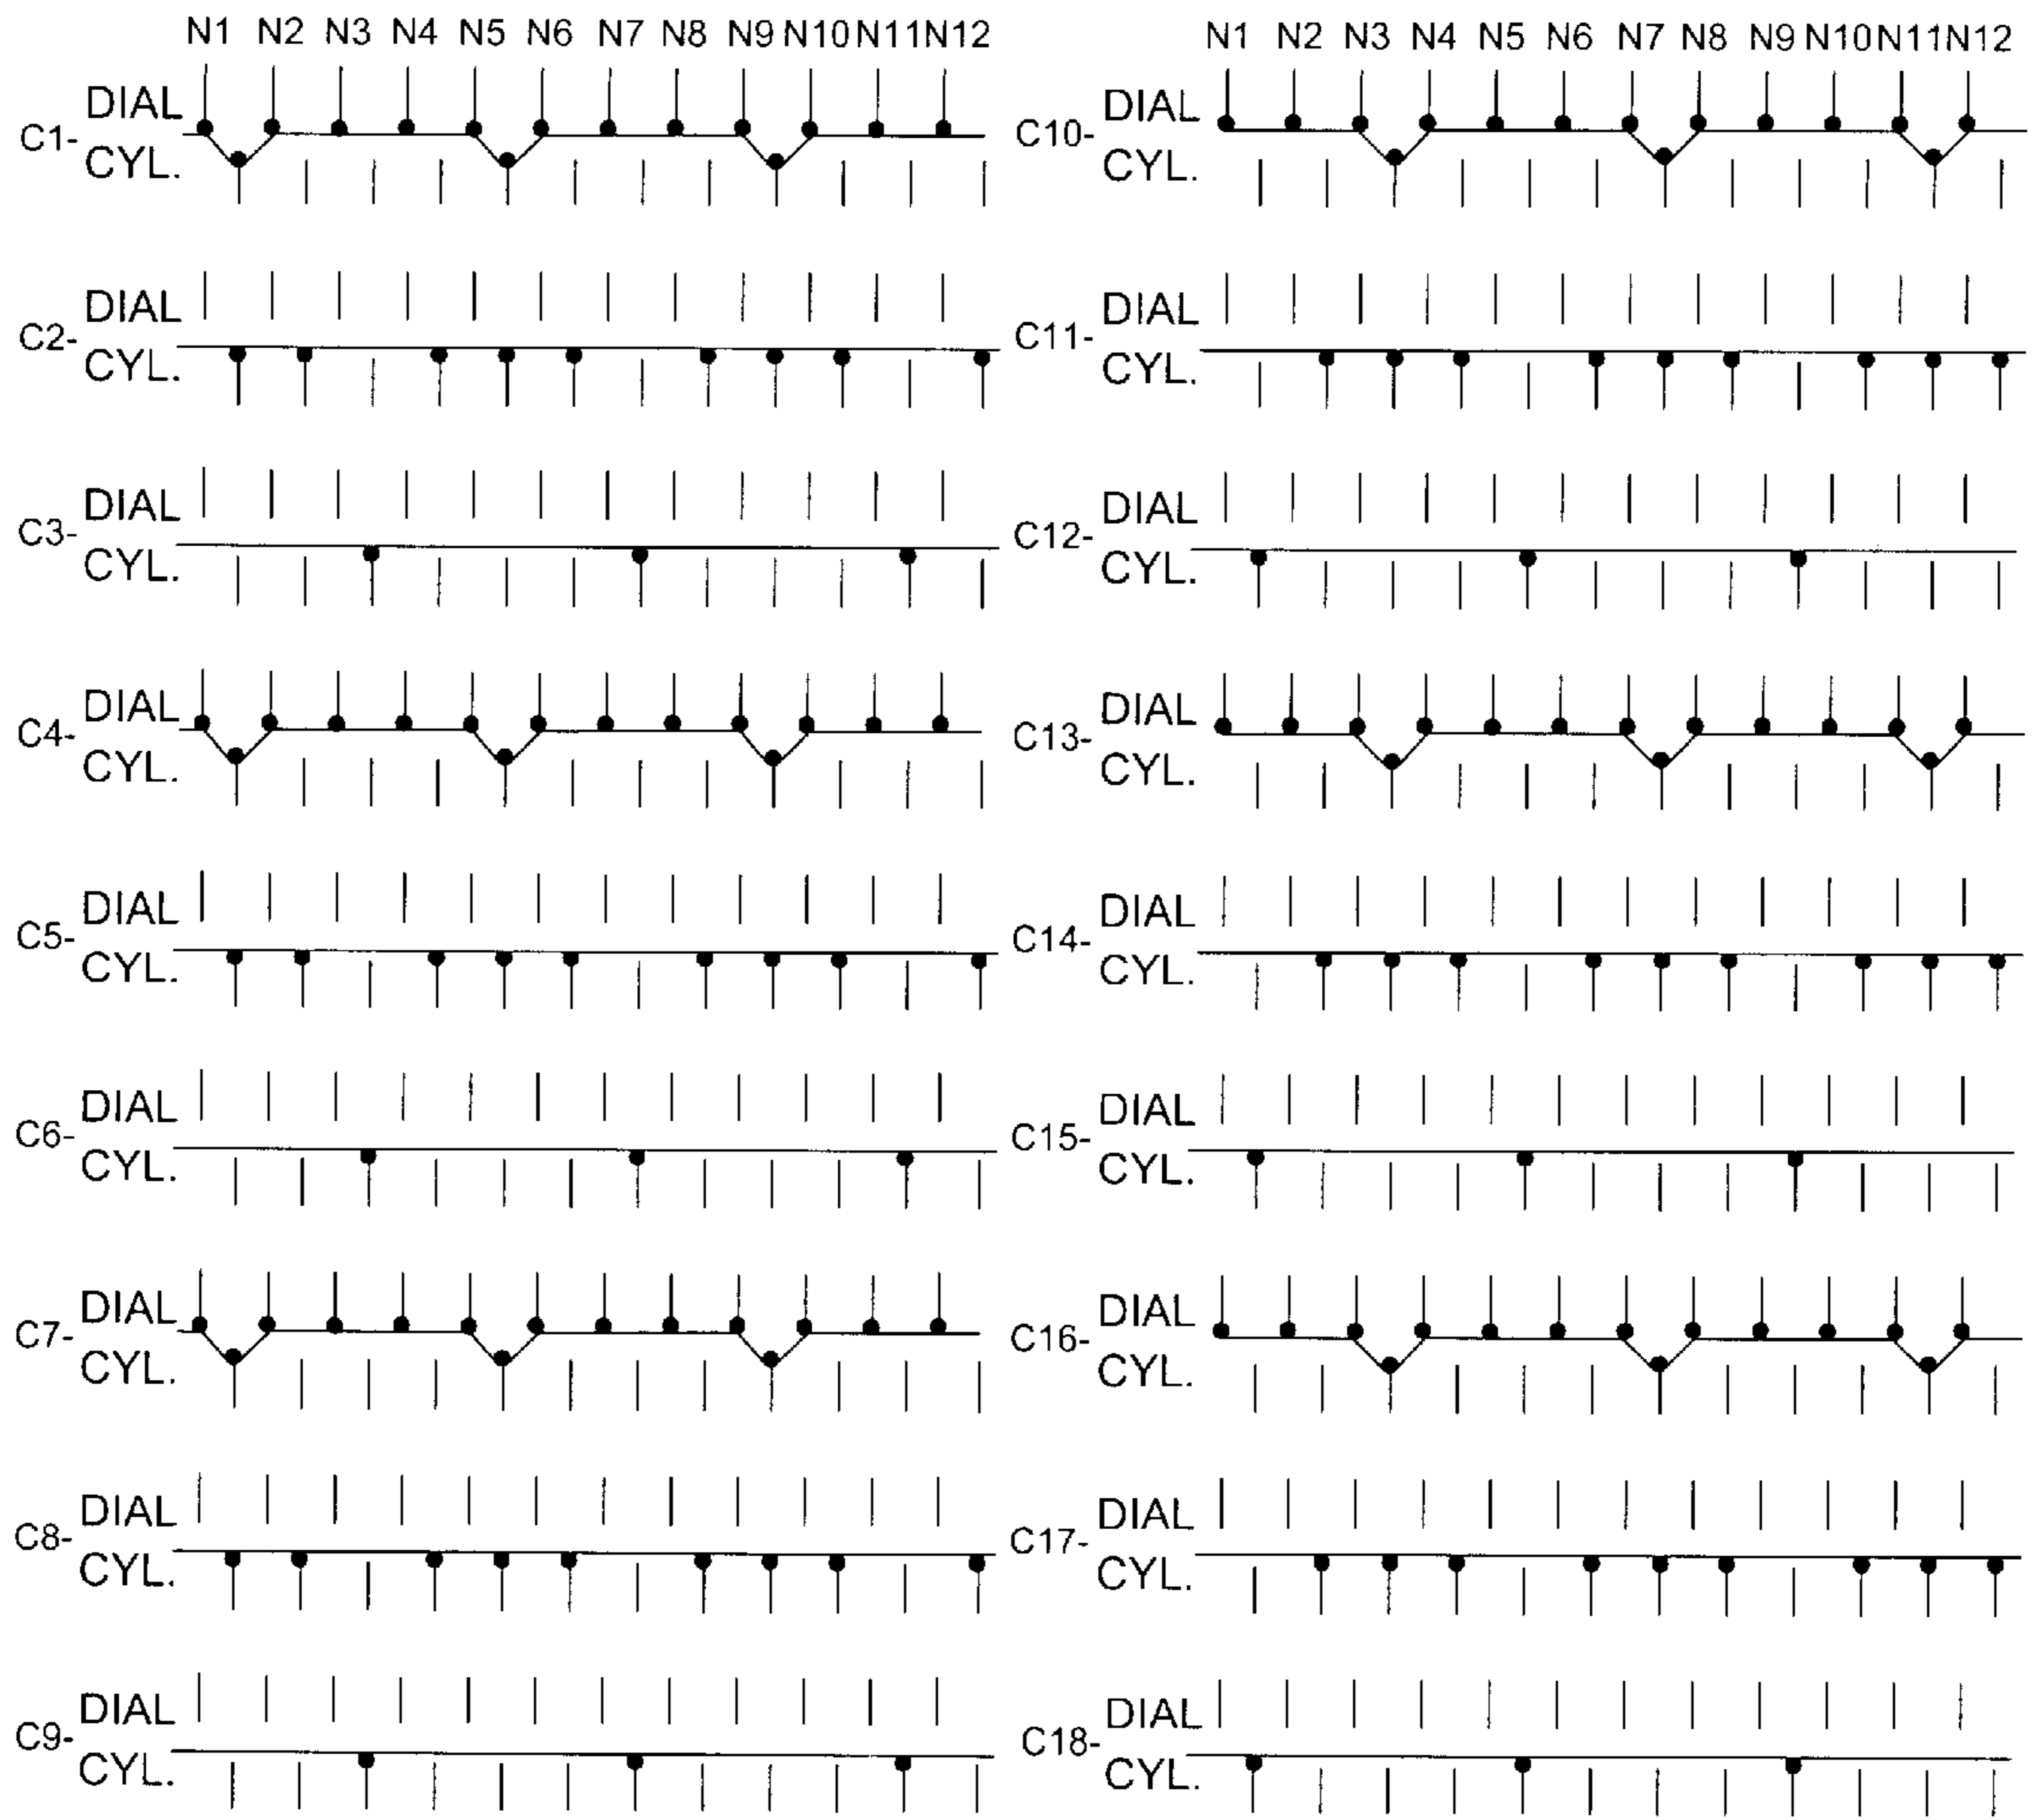 N1 N2 N3 N4 N5 N6 N7 N8 N9 N10 N11 N12
C1- DIAL
CYL.
C2- DIAL
CYL.
C3- DIAL
CYL.
C4- DIAL
CYL.
C5- DIAL
CYL.
C6- DIAL
CYL.
C7- DIAL
CYL.
C8- DIAL
CYL.
C9- DIAL
CYL.
N1 N2 N3 N4 N5 N6 N7 N8 N9 N10 N11 N12
C10- DIAL
CYL.
C11- DIAL
CYL.
C12- DIAL
CYL.
C13- DIAL
CYL.
C14- DIAL
CYL.
C15- DIAL
CYL.
C16- DIAL
CYL.
C17- DIAL
CYL.
C18- DIAL
CYL.